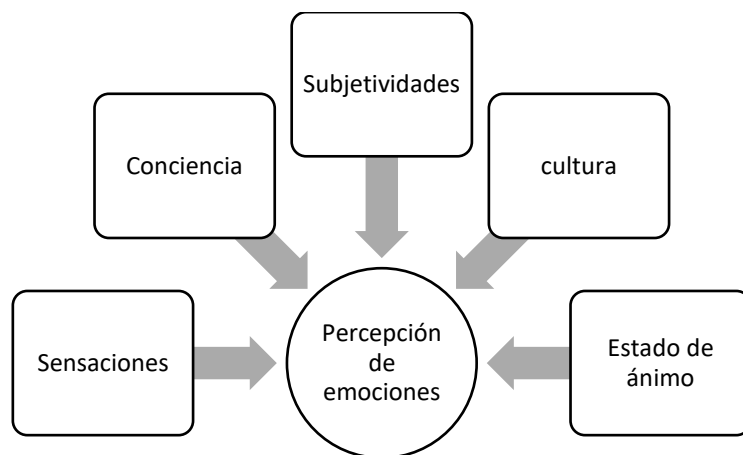 Subjetividades
Conciencia
cultura
Sensaciones
Percepción
de
emociones
Estado de
ánimo